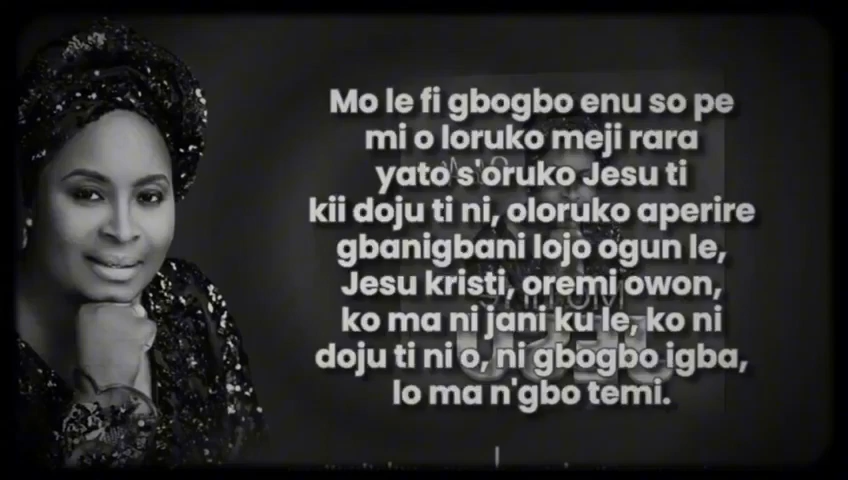 Mo le fi gbogbo enu so pe
mi o loruko meji rara
yato s'oruko Jesu ti
kii doju ti ni, oloruko aperire
gbanigbani lojo ogun le,
Jesu kristi, oremi owon,
ko ma ni jani ku le, ko ni
doju ti ni o, ni gbogbo igba,
lo ma n'gbo temi.